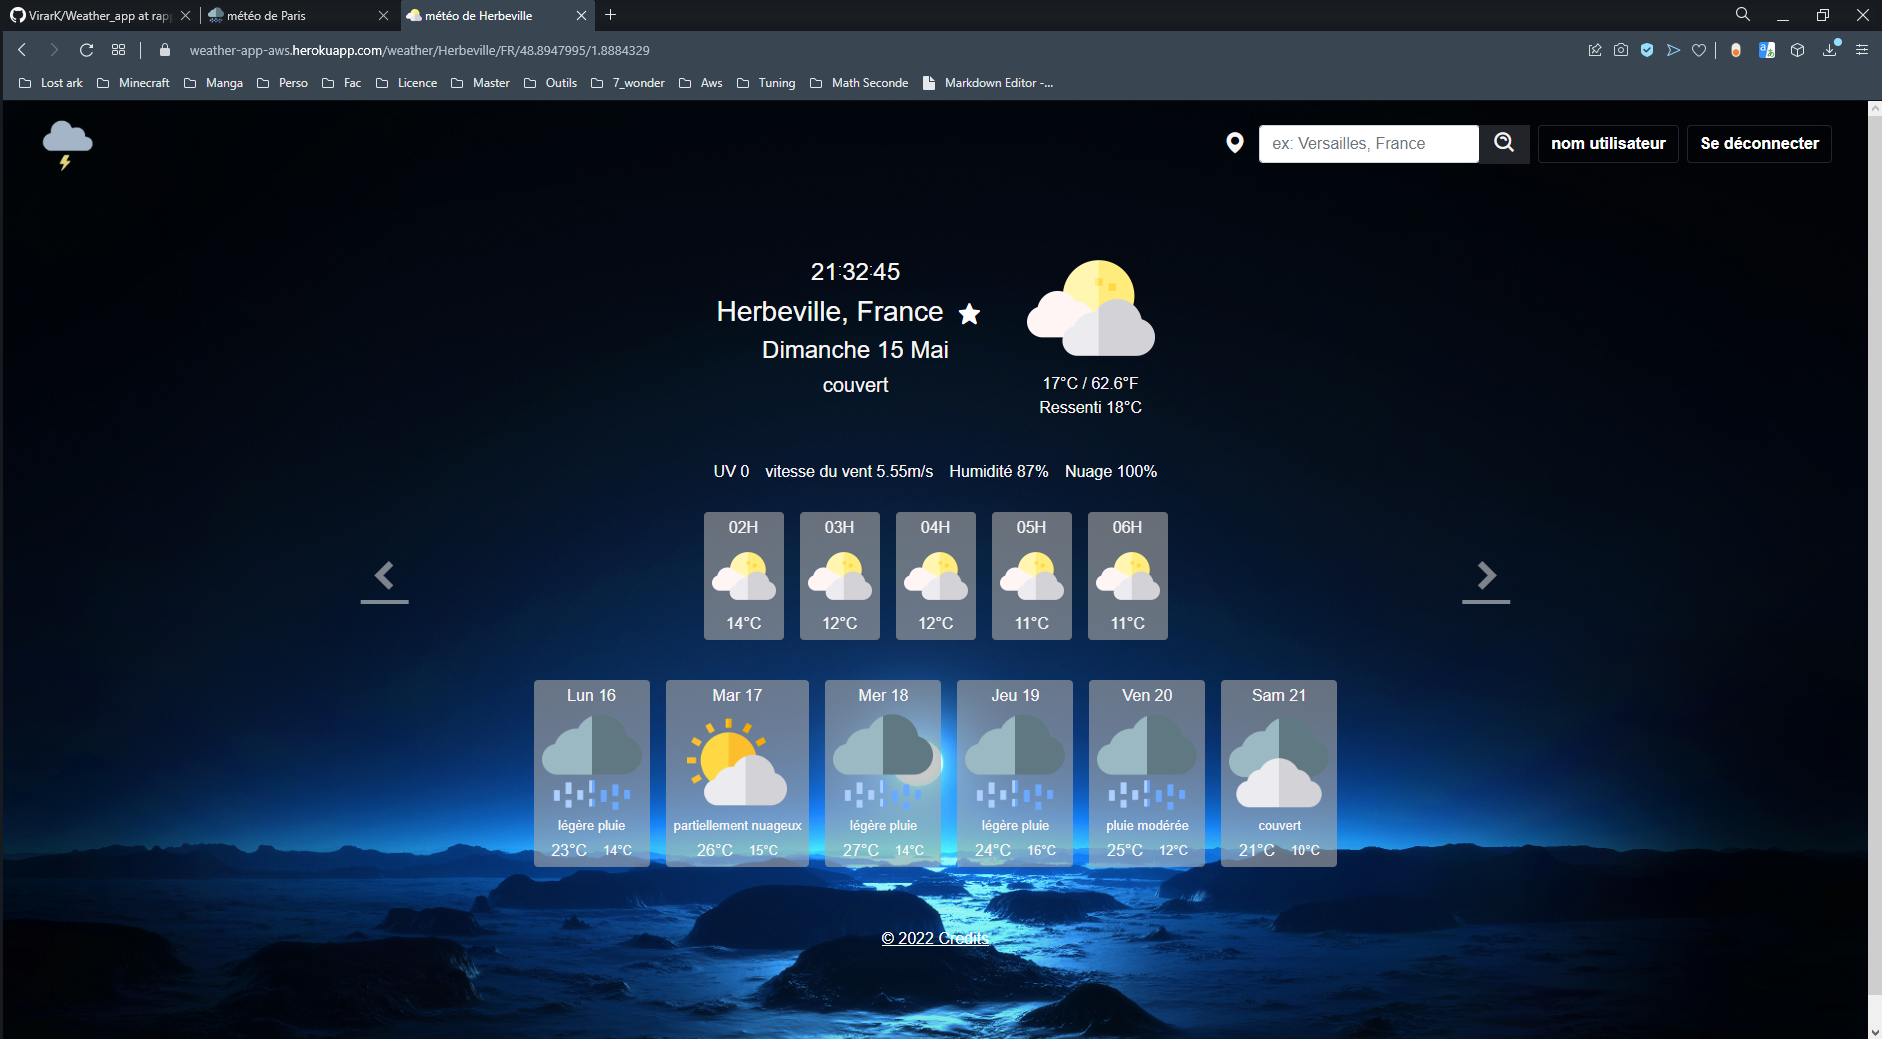 VirarK/Weather_app at rapp
météo de Paris
météo de Herbeville
weather-app-aws.herokuapp.com/weather/Herbeville/FR/48.8947995/1.8884329
Lost ark Minecraft Manga Perso Fac Licence Master Outils 7_wonder Aws Tuning Math Seconde Markdown Editor -...
ex: Versailles, France
nom utilisateur
Se déconnecter
21:32:45
Herbeville, France
Dimanche 15 Mai
couvert
17°C / 62.6°F
Ressenti 18°C
UV 0 vitesse du vent 5.55m/s Humidité 87% Nuage 100%
02H 03H 04H 05H 06H
14°C 12°C 12°C 11°C 11°C
Lun 16 Mar 17 Mer 18 Jeu 19 Ven 20 Sam 21
légère pluie partiellement nuageux légère pluie légère pluie pluie modérée couvert
23°C 14°C 26°C 15°C 27°C 14°C 24°C 16°C 25°C 12°C 21°C 10°C
© 2022 Credits